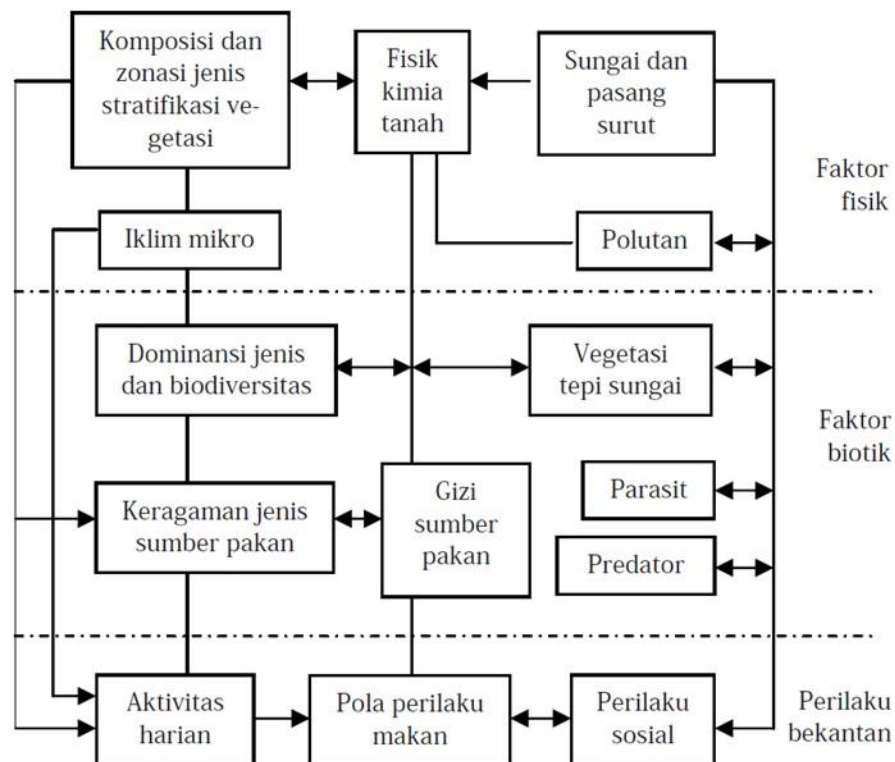 Komposisi dan
zonasi jenis
stratifikasi ve-
getasi
Fisik
kimia
tanah
Sungai dan
pasang
surut
Faktor
fisik
Iklim mikro
Polutan
Dominansi jenis
dan biodiversitas
Vegetasi
tepi sungai
Faktor
biotik
Keragaman jenis
sumber pakan
Gizi
sumber
pakan
Parasit
Predator
Aktivitas
harian
Pola perilaku
makan
Perilaku
sosial
Perilaku
bekantan